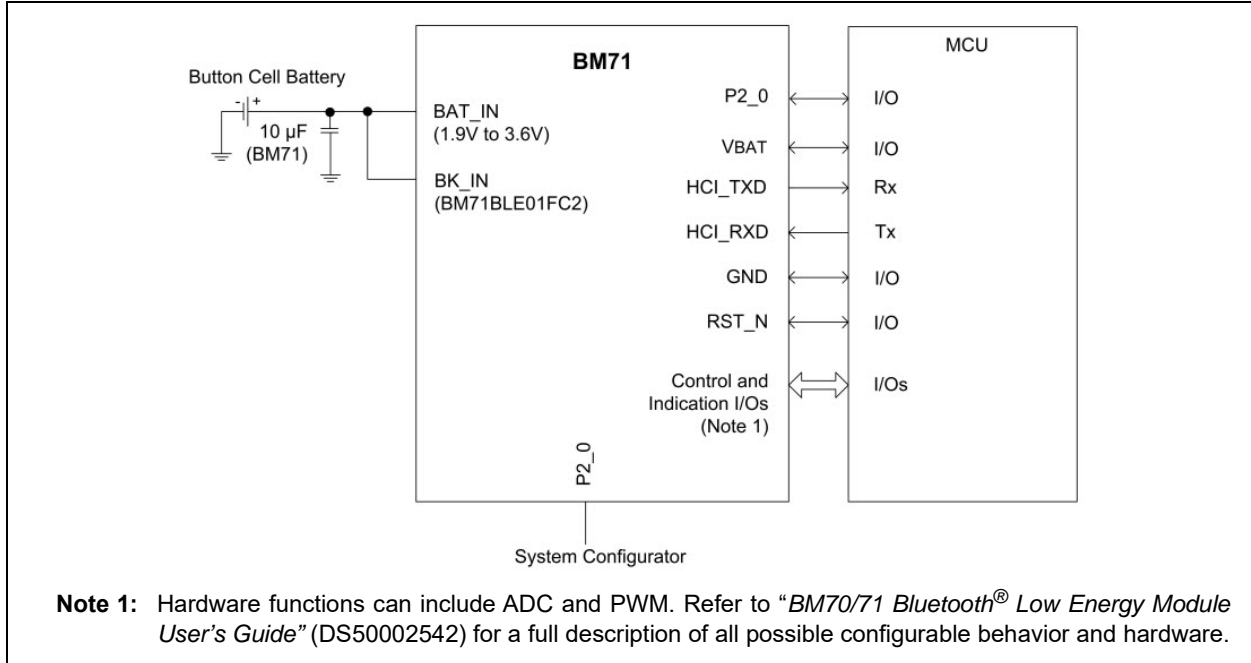 BM71
MCU
Button Cell Battery
- +
10 µF
(BM71)
BAT_IN
(1.9V to 3.6V)
BK_IN
(BM71BLE01FC2)
P2_0
I/O
VBAT
I/O
HCI_TXD
Rx
HCI_RXD
Tx
GND
I/O
RST_N
I/O
Control and
Indication I/Os
(Note 1)
I/Os
P2_0
System Configurator
Note 1: Hardware functions can include ADC and PWM. Refer to “BM70/71 Bluetooth® Low Energy Module
User’s Guide” (DS50002542) for a full description of all possible configurable behavior and hardware.